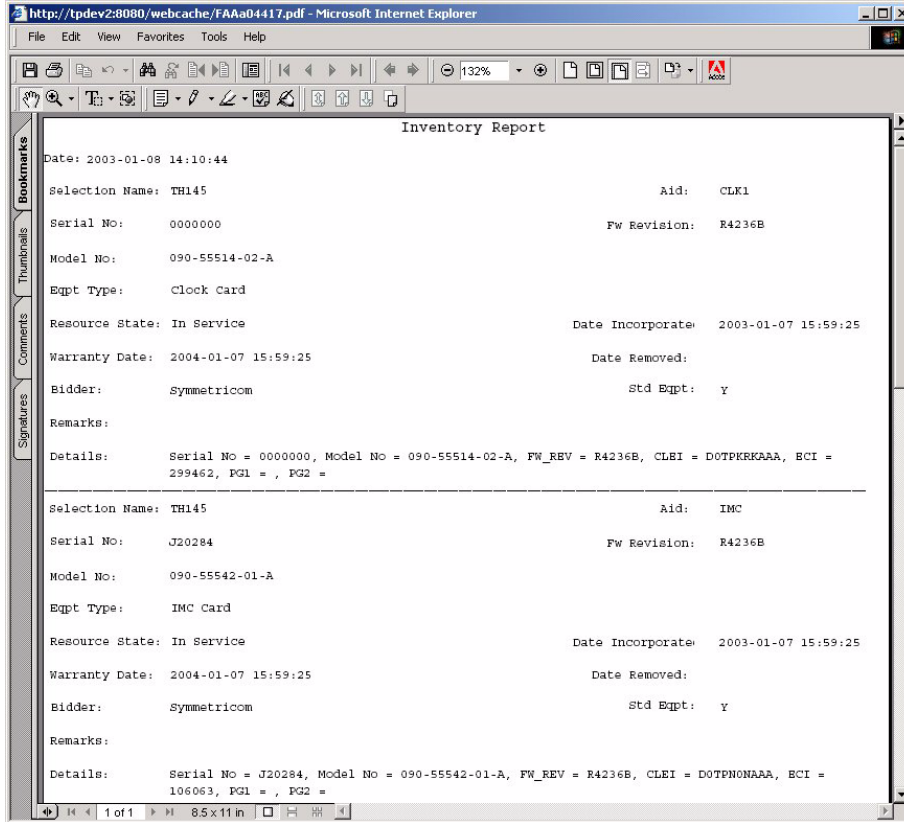 http://tpdev2:8080/webcache/FAAa04417.pdf - Microsoft Internet Explorer
File Edit View Favorites Tools Help
132%
Adobe
Bookmarks
Thumbnails
Comments
Signatures
Inventory Report
Date: 2003-01-08 14:10:44
Selection Name: TH145 Aid: CLK1
Serial No: 0000000 Fw Revision: R4236B
Model No: 090-55514-02-A
Eqpt Type: Clock Card
Resource State: In Service Date Incorporate 2003-01-07 15:59:25
Warranty Date: 2004-01-07 15:59:25 Date Removed:
Bidder: Symmetricom Std Eqpt: Y
Remarks:
Details: Serial No = 0000000, Model No = 090-55514-02-A, FW_REV = R4236B, CLEI = D0TPKRKAAA, ECI =
299462, PG1 = , PG2 =
Selection Name: TH145 Aid: IMC
Serial No: J20284 Fw Revision: R4236B
Model No: 090-55542-01-A
Eqpt Type: IMC Card
Resource State: In Service Date Incorporate 2003-01-07 15:59:25
Warranty Date: 2004-01-07 15:59:25 Date Removed:
Bidder: Symmetricom Std Eqpt: Y
Remarks:
Details: Serial No = J20284, Model No = 090-55542-01-A, FW_REV = R4236B, CLEI = D0TPN0NAAA, ECI =
106063, PG1 = , PG2 =
1 of 1 8.5 x 11 in